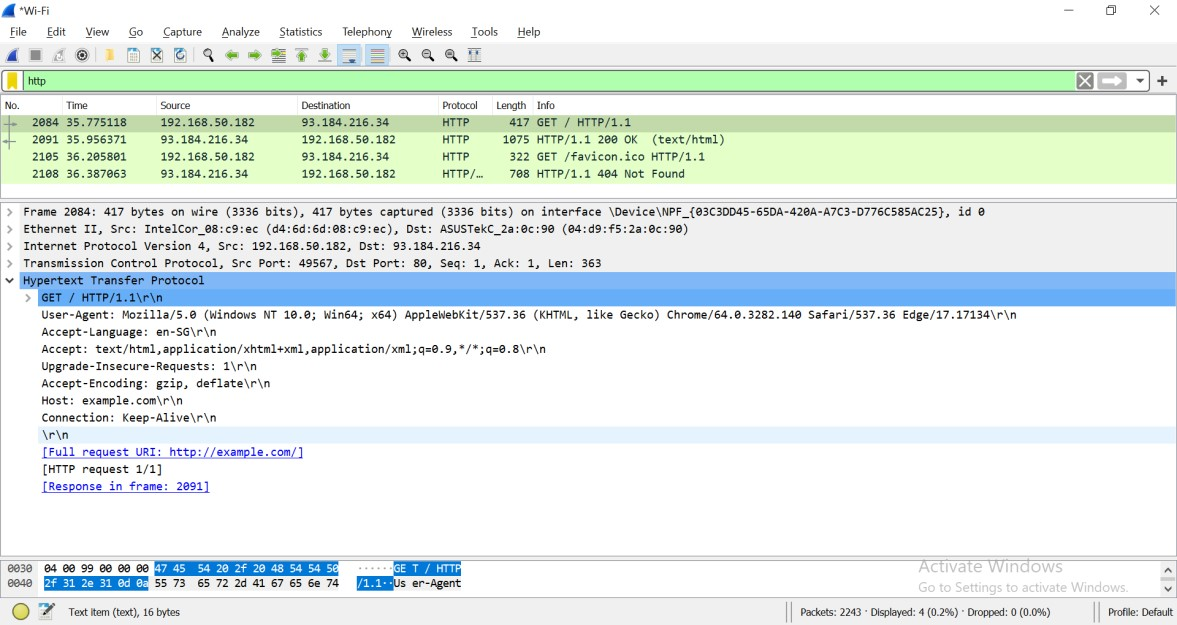 *Wi-Fi
File Edit View Go Capture Analyze Statistics Telephony Wireless Tools Help
http
No. Time Source Destination Protocol Length Info
2084 35.775118 192.168.50.182 93.184.216.34 HTTP 417 GET / HTTP/1.1
2091 35.956371 93.184.216.34 192.168.50.182 HTTP 1075 HTTP/1.1 200 OK (text/html)
2105 36.205801 192.168.50.182 93.184.216.34 HTTP 322 GET /favicon.ico HTTP/1.1
2108 36.387063 93.184.216.34 192.168.50.182 HTTP/… 708 HTTP/1.1 404 Not Found
Frame 2084: 417 bytes on wire (3336 bits), 417 bytes captured (3336 bits) on interface \Device\NPF_{03C3DD45-65DA-420A-A7C3-D776C585AC25}, id 0
Ethernet II, Src: IntelCor_08:c9:ec (d4:6d:6d:08:c9:ec), Dst: ASUSTekC_2a:0c:90 (04:d9:f5:2a:0c:90)
Internet Protocol Version 4, Src: 192.168.50.182, Dst: 93.184.216.34
Transmission Control Protocol, Src Port: 49567, Dst Port: 80, Seq: 1, Ack: 1, Len: 363
Hypertext Transfer Protocol
GET / HTTP/1.1\r\n
User-Agent: Mozilla/5.0 (Windows NT 10.0; Win64; x64) AppleWebKit/537.36 (KHTML, like Gecko) Chrome/64.0.3282.140 Safari/537.36 Edge/17.17134\r\n
Accept-Language: en-SG\r\n
Accept: text/html,application/xhtml+xml,application/xml;q=0.9,*/*;q=0.8\r\n
Upgrade-Insecure-Requests: 1\r\n
Accept-Encoding: gzip, deflate\r\n
Host: example.com\r\n
Connection: Keep-Alive\r\n
\r\n
[Full request URI: http://example.com/]
[HTTP request 1/1]
[Response in frame: 2091]
0030 04 00 99 00 00 00 47 45 54 20 2f 20 48 54 54 50 ······GE T / HTTP
0040 2f 31 2e 31 0d 0a 55 73 65 72 2d 41 67 65 6e 74 /1.1··Us er-Agent
Activate Windows
Go to Settings to activate Windows.
Text item (text), 16 bytes
Packets: 2243 · Displayed: 4 (0.2%) · Dropped: 0 (0.0%)
Profile: Default